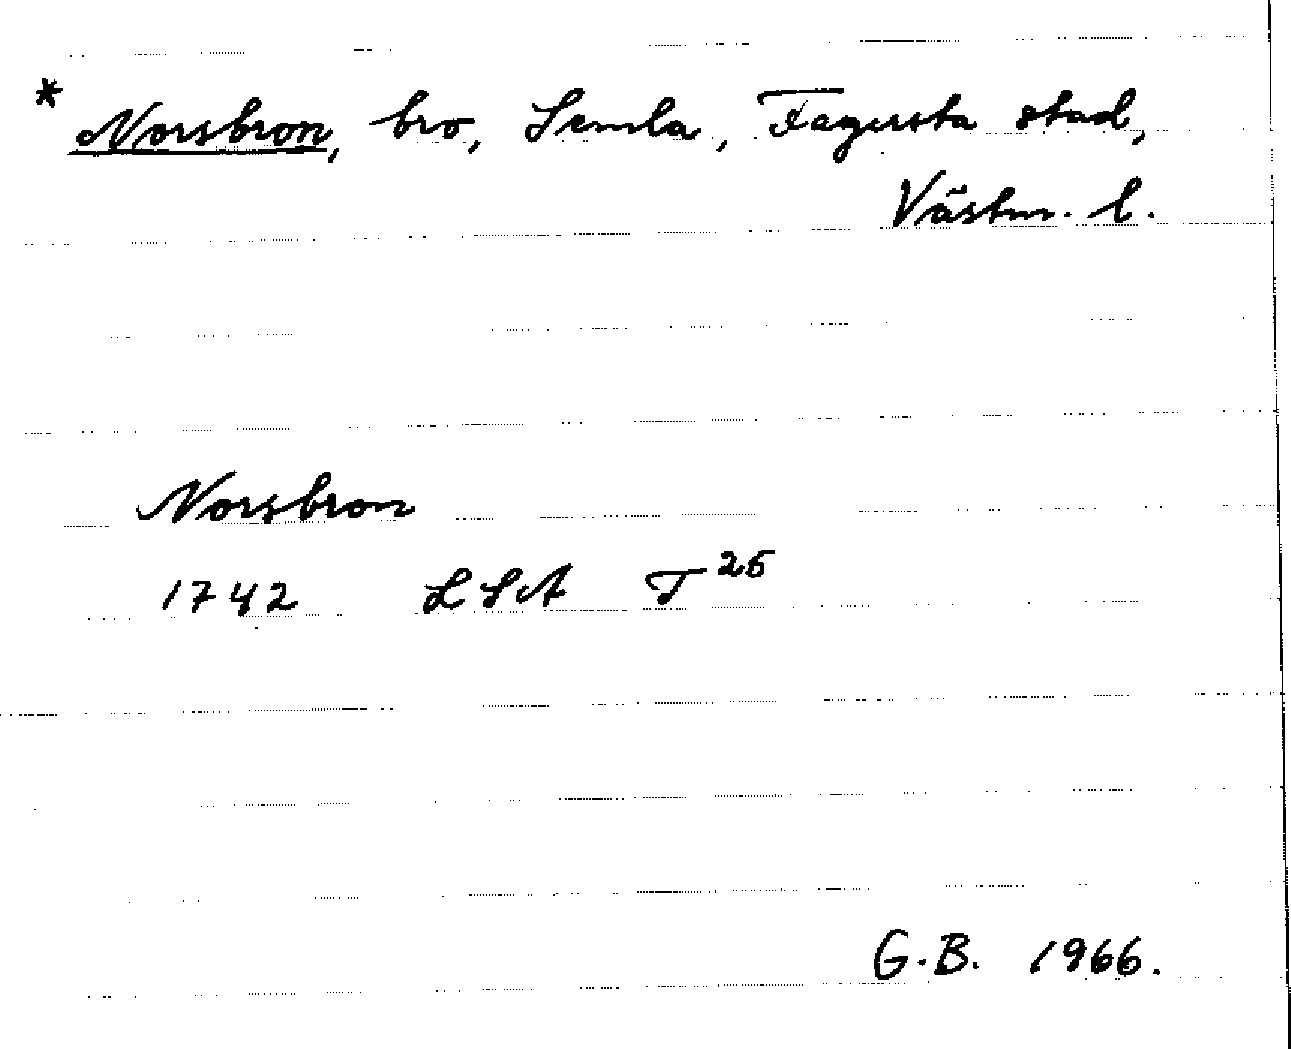 * Norsbron, bro, Semla, Fagersta stad,
Västm. l.
Norsbron
1742 LSA T 26
G.B. 1966.